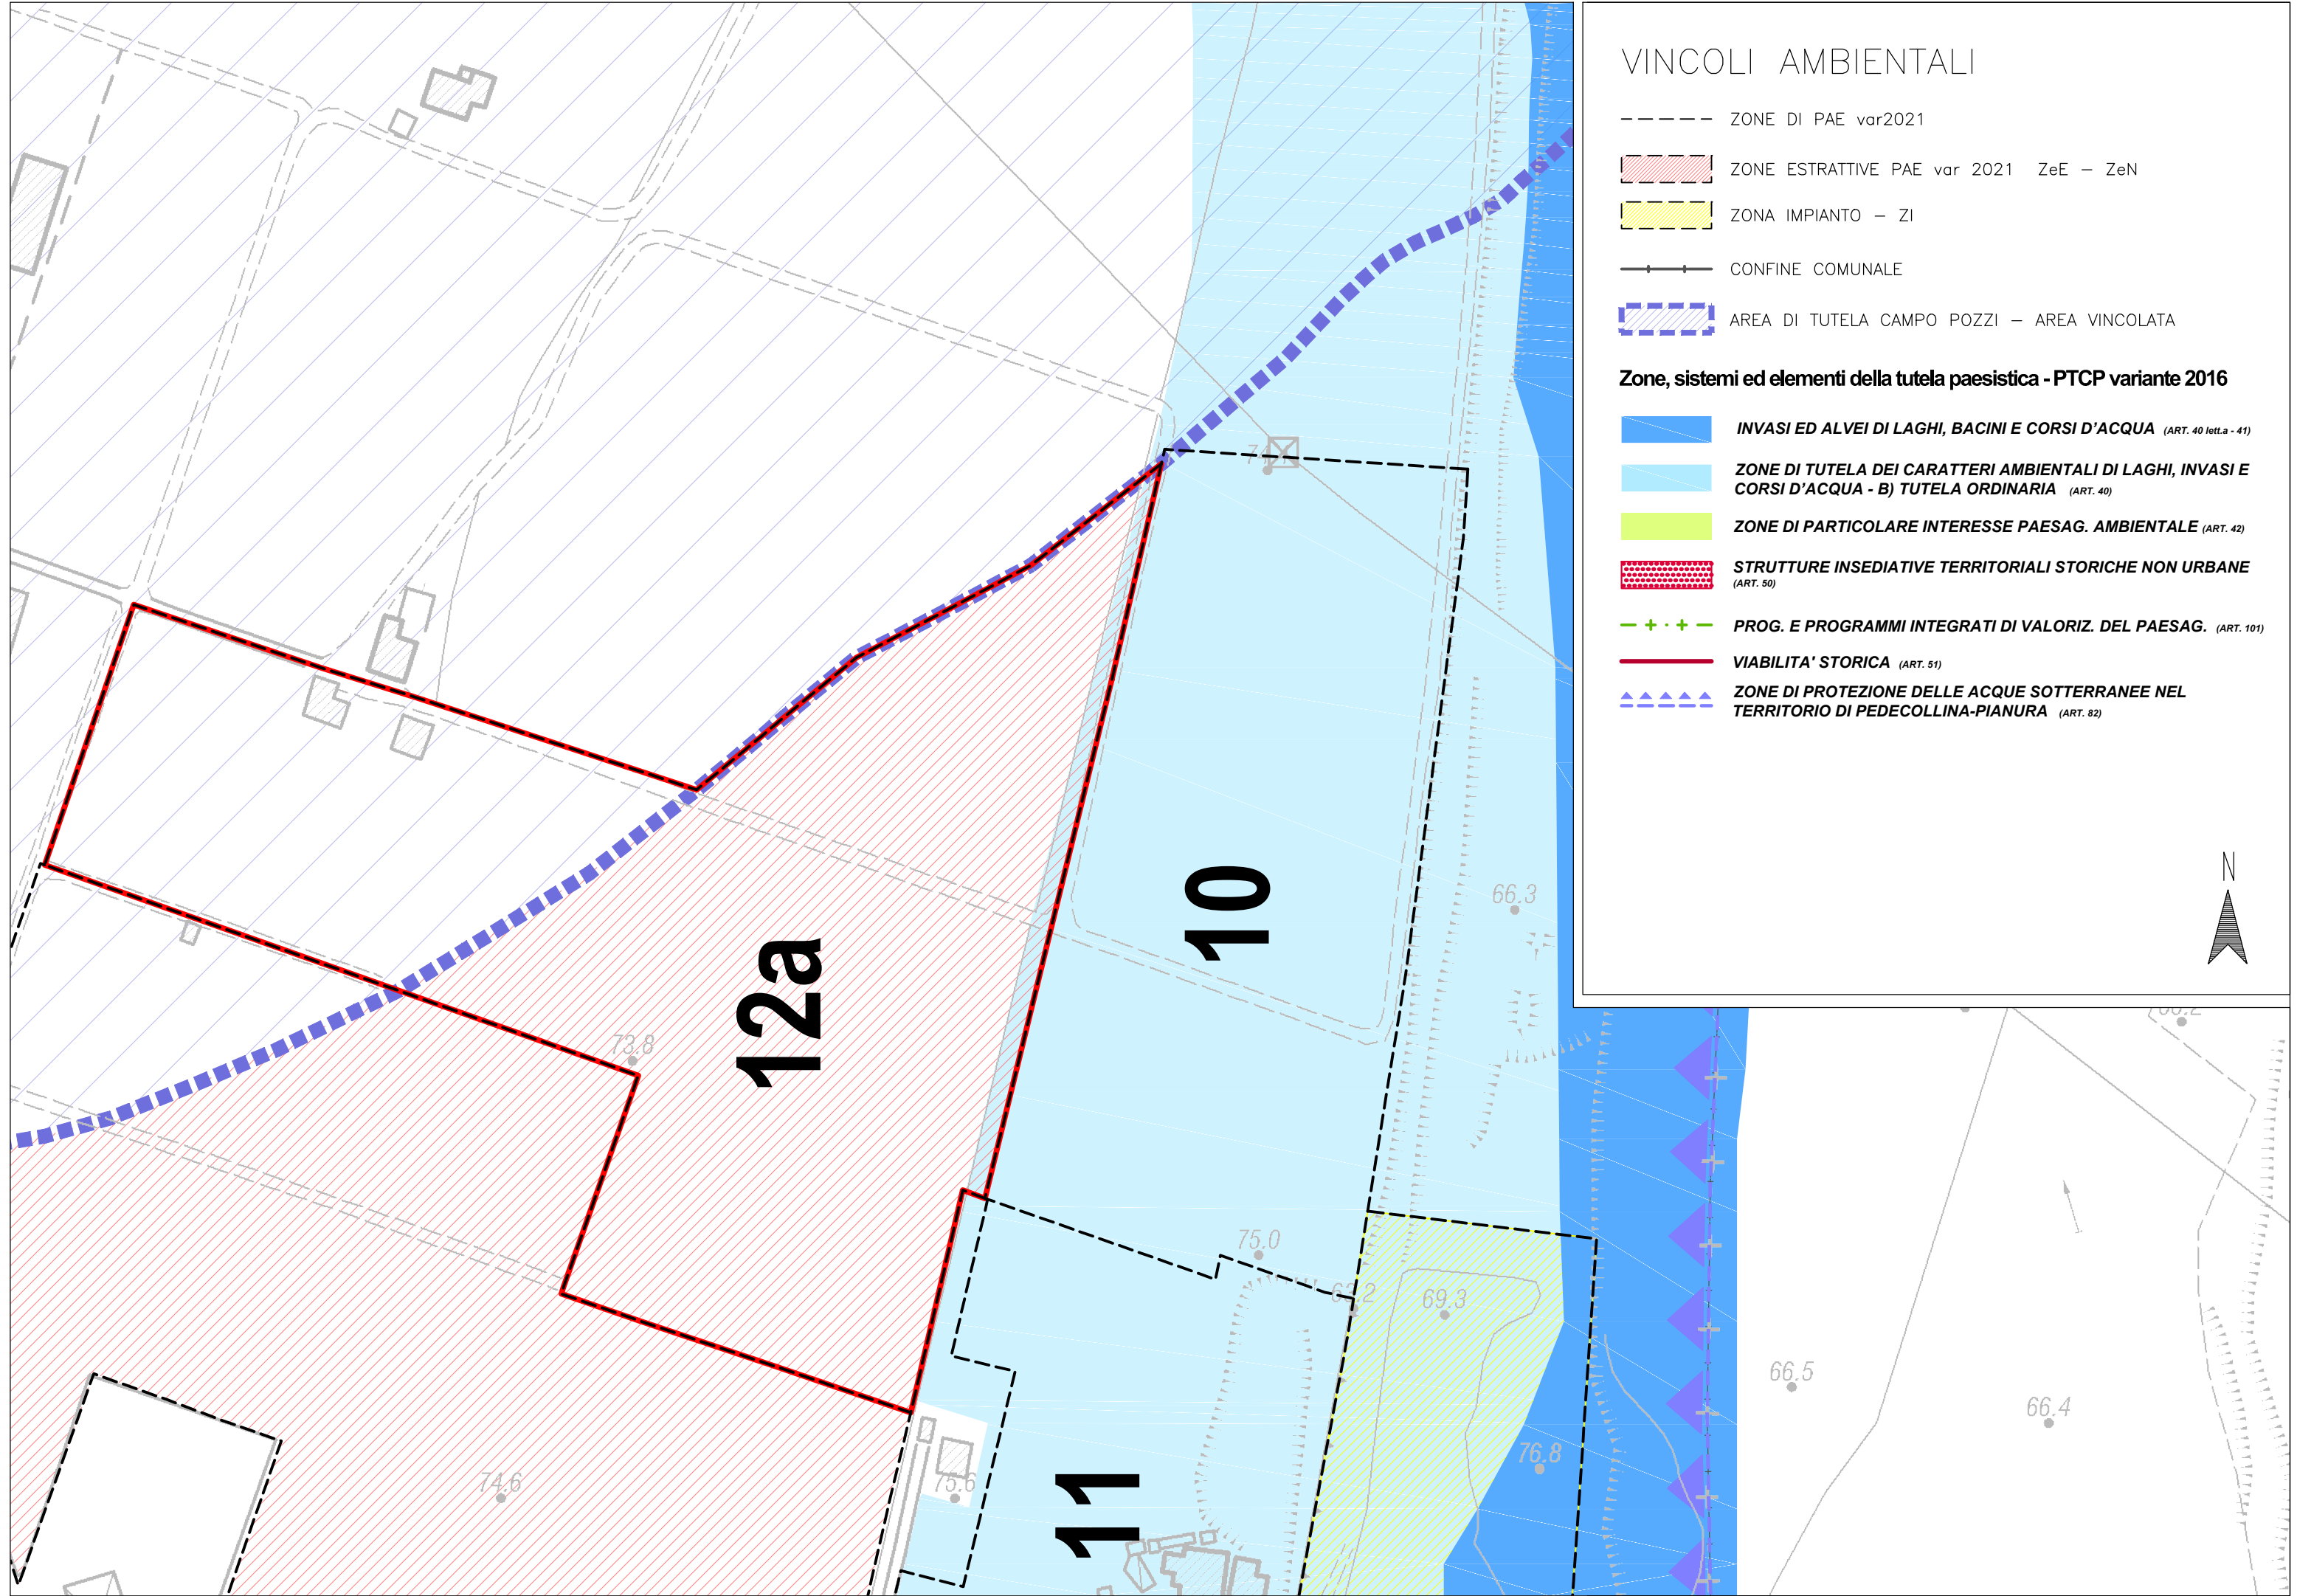 VINCOLI AMBIENTALI
ZONE DI PAE var2021
ZONE ESTRATTIVE PAE var 2021 ZeE – ZeN
ZONA IMPIANTO – ZI
CONFINE COMUNALE
AREA DI TUTELA CAMPO POZZI – AREA VINCOLATA
Zone, sistemi ed elementi della tutela paesistica - PTCP variante 2016
INVASI ED ALVEI DI LAGHI, BACINI E CORSI D'ACQUA (ART. 40 lett.a - 41)
ZONE DI TUTELA DEI CARATTERI AMBIENTALI DI LAGHI, INVASI E
CORSI D'ACQUA - B) TUTELA ORDINARIA (ART. 40)
ZONE DI PARTICOLARE INTERESSE PAESAG. AMBIENTALE (ART. 42)
STRUTTURE INSEDIATIVE TERRITORIALI STORICHE NON URBANE
(ART. 50)
PROG. E PROGRAMMI INTEGRATI DI VALORIZ. DEL PAESAG. (ART. 101)
VIABILITA' STORICA (ART. 51)
ZONE DI PROTEZIONE DELLE ACQUE SOTTERRANEE NEL
TERRITORIO DI PEDECOLLINA-PIANURA (ART. 82)
N
10
66.3
12a
73.8
75.0
69.3
66.5
66.4
76.8
74.6
75.6
11